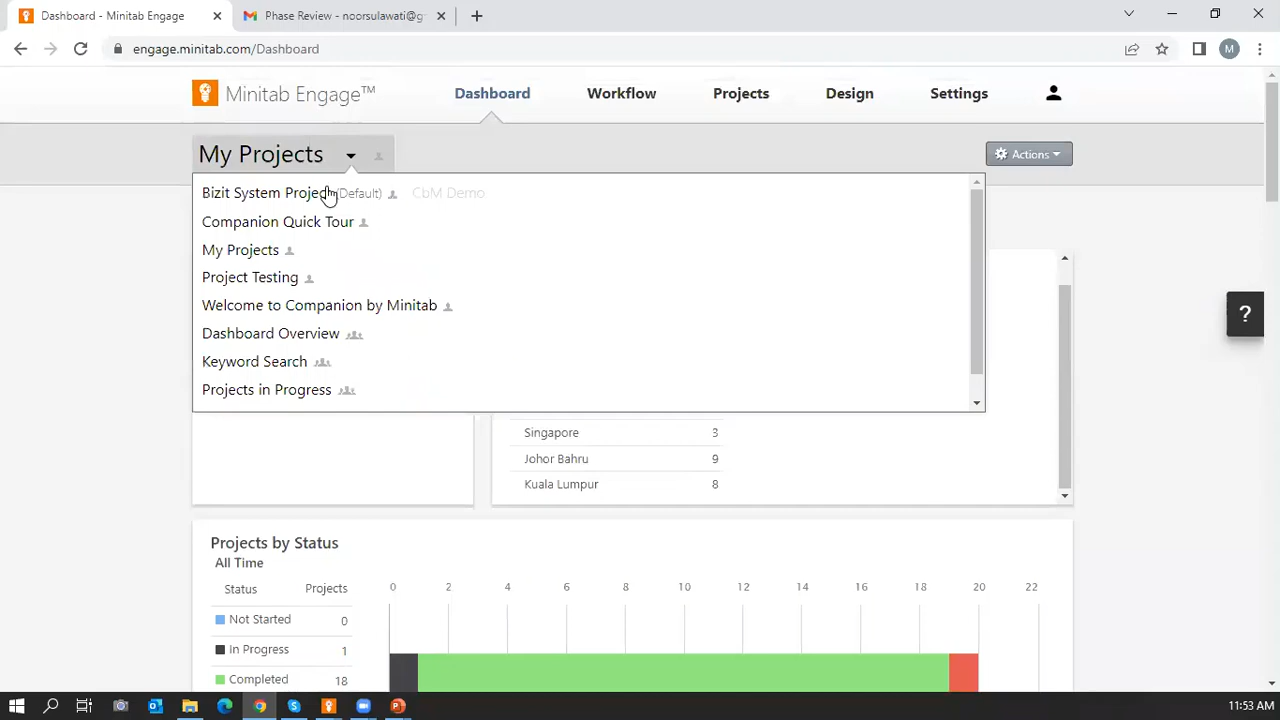 Dashboard - Minitab Engage
Phase Review - noorsulawati@g
engage.minitab.com/Dashboard
M
Minitab Engage™
Dashboard
Workflow
Projects
Design
Settings
My Projects
Actions
Bizit System Project (Default) CbM Demo
Companion Quick Tour
My Projects
Project Testing
Welcome to Companion by Minitab
Dashboard Overview
Keyword Search
Projects in Progress
?
Singapore 3
Johor Bahru 9
Kuala Lumpur 8
Projects by Status
All Time
Status Projects
0 2 4 6 8 10 12 14 16 18 20 22
Not Started 0
In Progress 1
Completed 18
11:53 AM